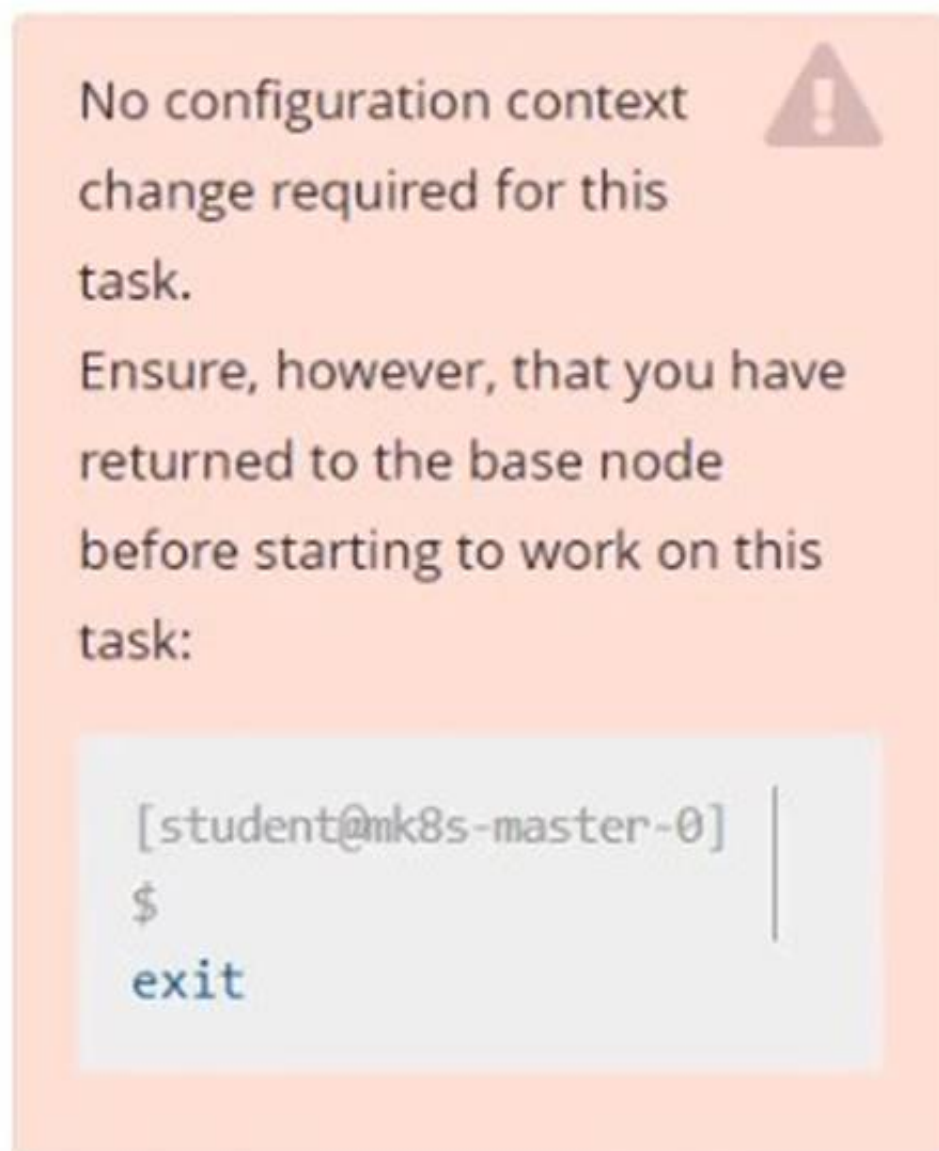 No configuration context
change required for this
task.
Ensure, however, that you have
returned to the base node
before starting to work on this
task:
[student@mk8s-master-0]
$
exit